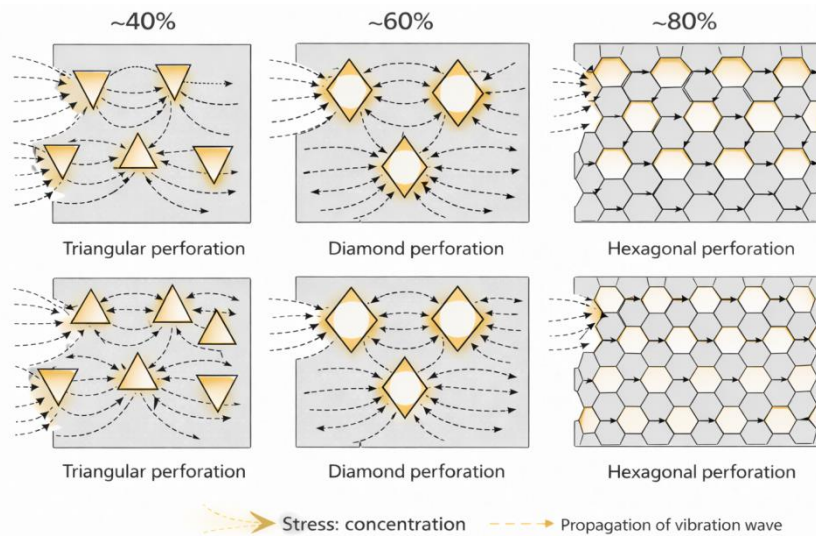 ~40%
~60%
~80%
Triangular perforation
Diamond perforation
Hexagonal perforation
Triangular perforation
Diamond perforation
Hexagonal perforation
Stress: concentration
Propagation of vibration wave